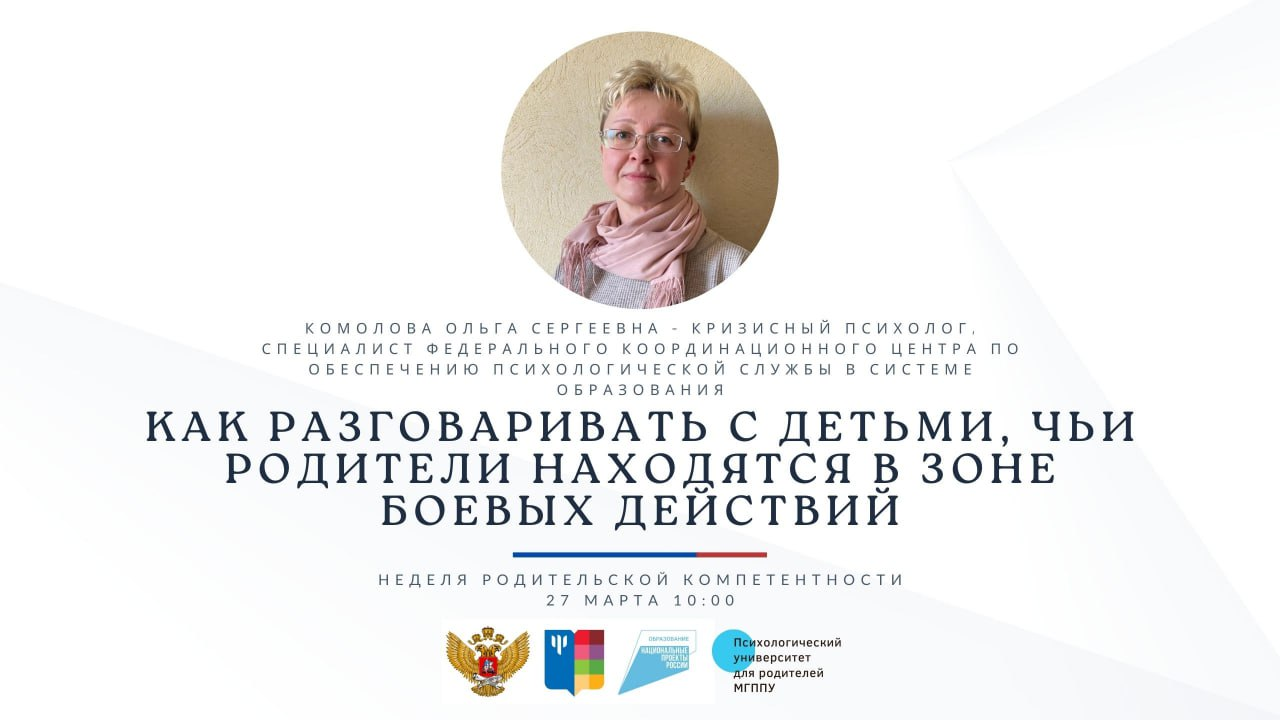 КОМОЛОВА ОЛЬГА СЕРГЕЕВНА - КРИЗИСНЫЙ ПСИХОЛОГ,
СПЕЦИАЛИСТ ФЕДЕРАЛЬНОГО КООРДИНАЦИОННОГО ЦЕНТРА ПО
ОБЕСПЕЧЕНИЮ ПСИХОЛОГИЧЕСКОЙ СЛУЖБЫ В СИСТЕМЕ
ОБРАЗОВАНИЯ
КАК РАЗГОВАРИВАТЬ С ДЕТЬМИ, ЧЬИ
РОДИТЕЛИ НАХОДЯТСЯ В ЗОНЕ
БОЕВЫХ ДЕЙСТВИЙ
НЕДЕЛЯ РОДИТЕЛЬСКОЙ КОМПЕТЕНТНОСТИ
27 МАРТА 10:00
ОБРАЗОВАНИЕ
НАЦИОНАЛЬНЫЕ
ПРОЕКТЫ
РОССИИ
Психологический
университет
для родителей
МГППУ